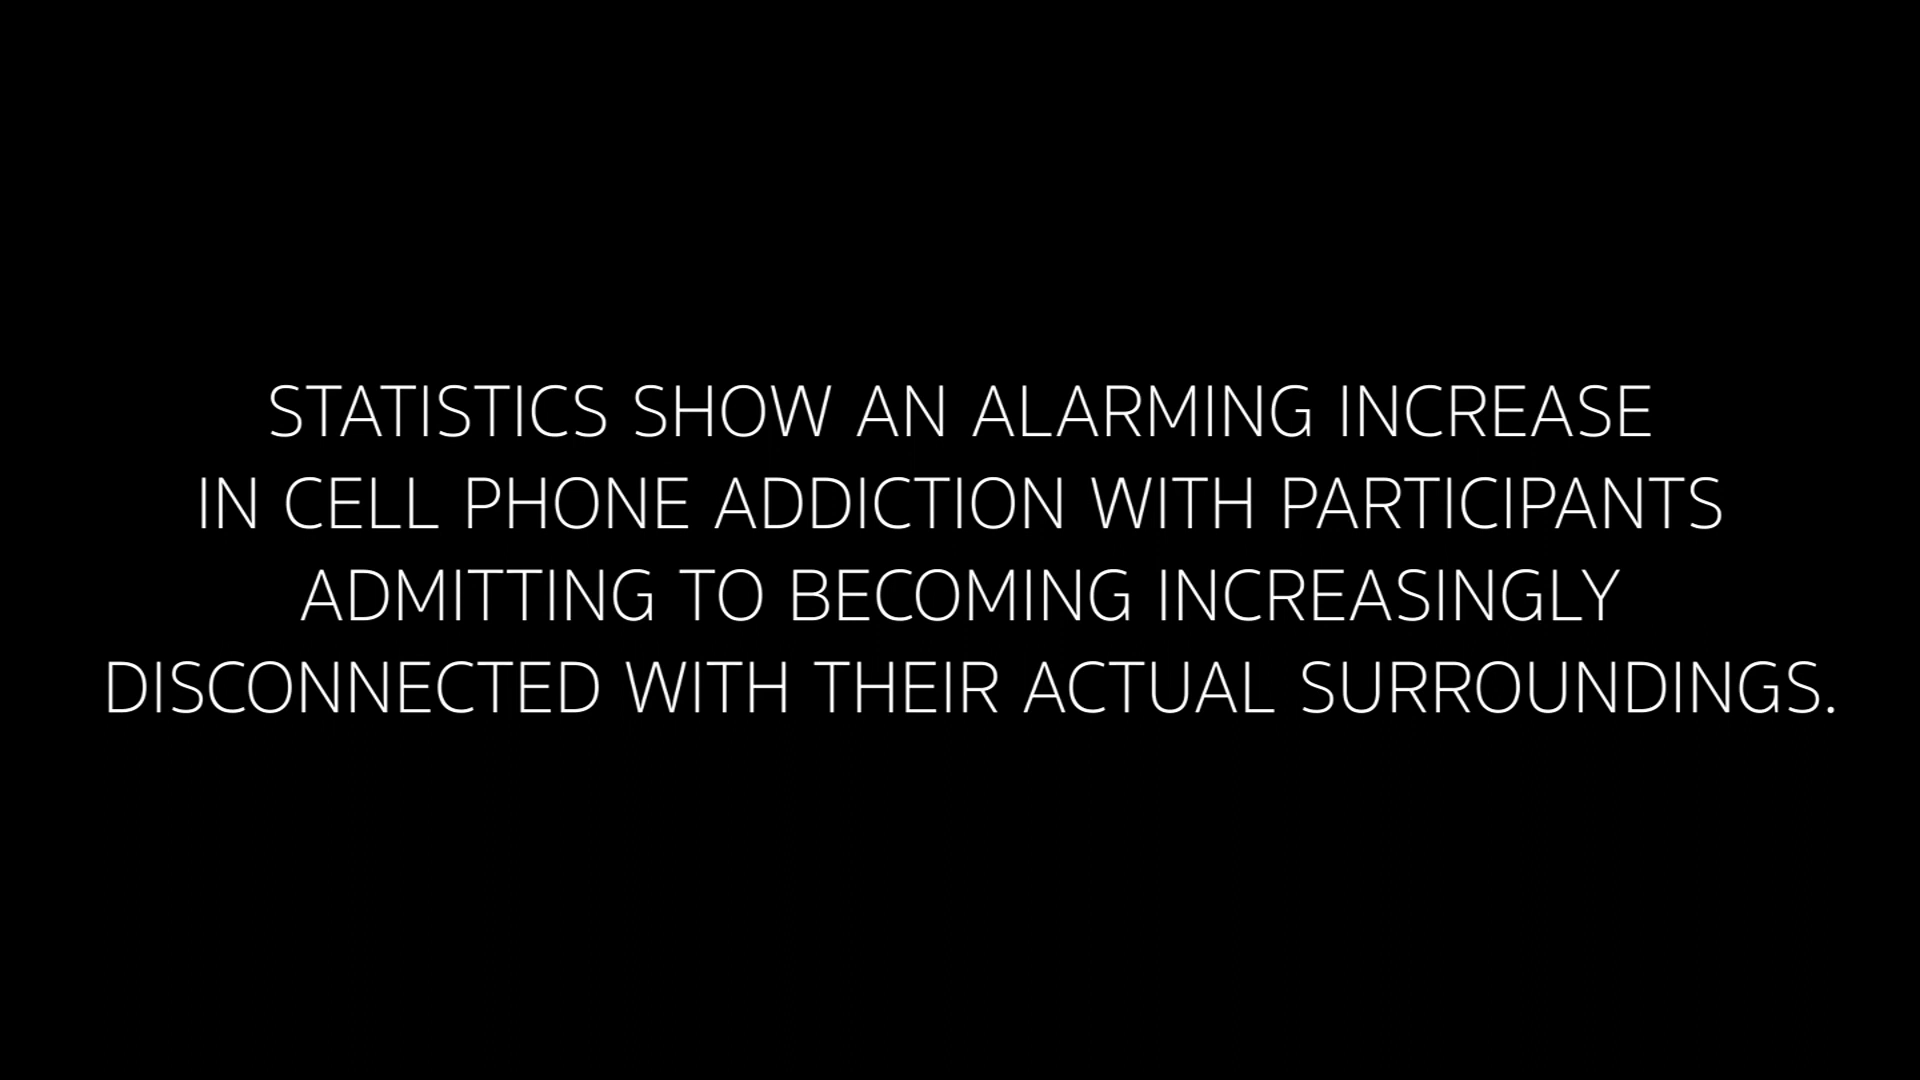 STATISTICS SHOW AN ALARMING INCREASE
IN CELL PHONE ADDICTION WITH PARTICIPANTS
ADMITTING TO BECOMING INCREASINGLY
DISCONNECTED WITH THEIR ACTUAL SURROUNDINGS.